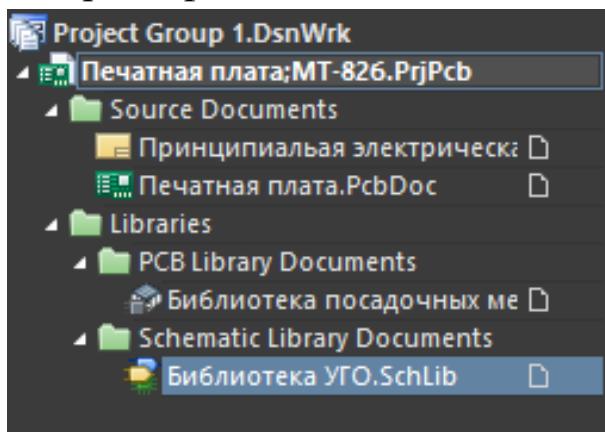 Project Group 1.DsnWrk
Печатная плата;МТ-826.PrjPcb
Source Documents
Принципиальая электрическа
Печатная плата.PcbDoc
Libraries
PCB Library Documents
Библиотека посадочных ме
Schematic Library Documents
Библиотека УГО.SchLib